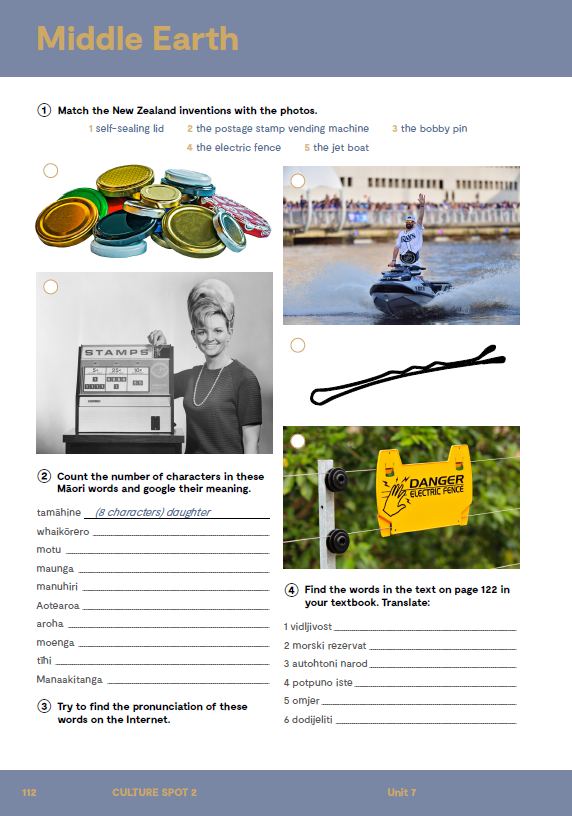 Middle Earth
1 Match the New Zealand inventions with the photos.
1 self-sealing lid 2 the postage stamp vending machine 3 the bobby pin
4 the electric fence 5 the jet boat
STAMPS
5¢ 25¢ 10¢
DANGER
ELECTRIC FENCE
2 Count the number of characters in these
Māori words and google their meaning.
tamāhine (8 characters) daughter
whaikōrero
motu
maunga
manuhiri
Aotearoa
aroha
moenga
tīhi
Manaakitanga
3 Try to find the pronunciation of these
words on the Internet.
4 Find the words in the text on page 122 in
your textbook. Translate:
1 vidljivost
2 morski rezervat
3 autohtoni narod
4 potpuno iste
5 omjer
6 dodijeliti
112 CULTURE SPOT 2 Unit 7